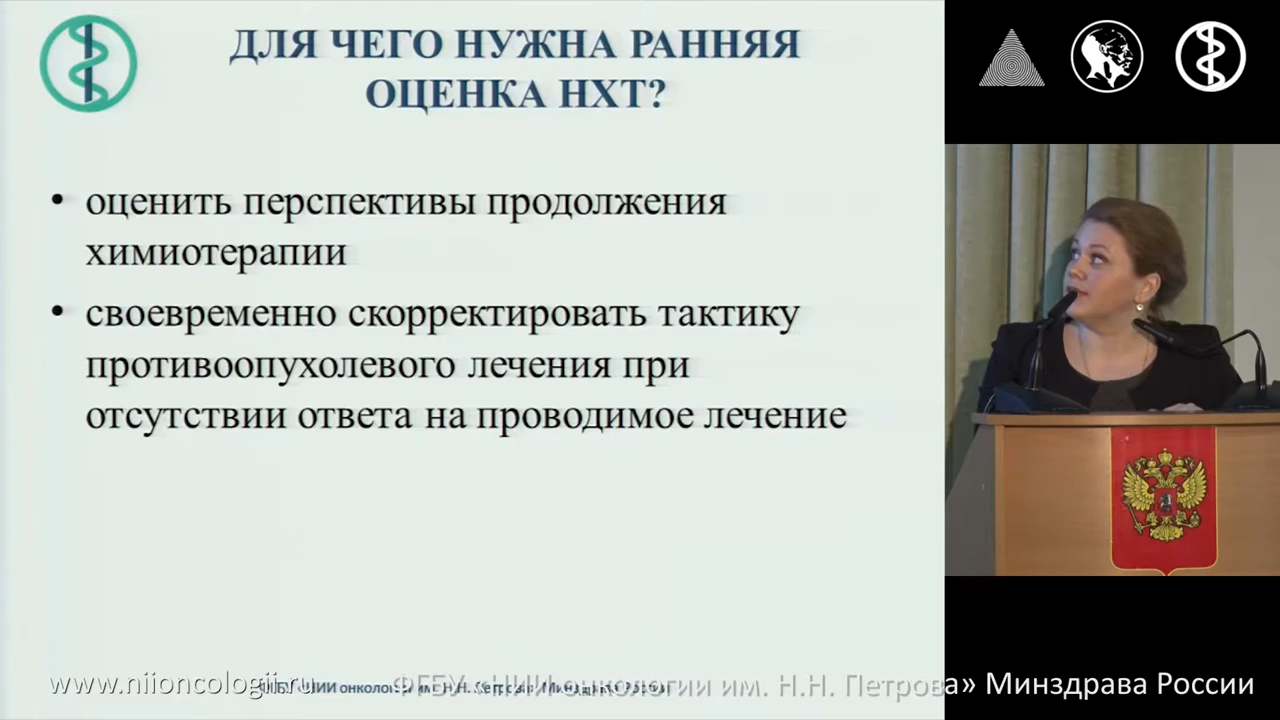 ДЛЯ ЧЕГО НУЖНА РАННЯЯ
ОЦЕНКА НХТ?
• оценить перспективы продолжения
химиотерапии
• своевременно скорректировать тактику
противоопухолевого лечения при
отсутствии ответа на проводимое лечение
www.niioncologii.ru
ФГБУ «НИИ онкологии им. Н.Н. Петрова» Минздрава России